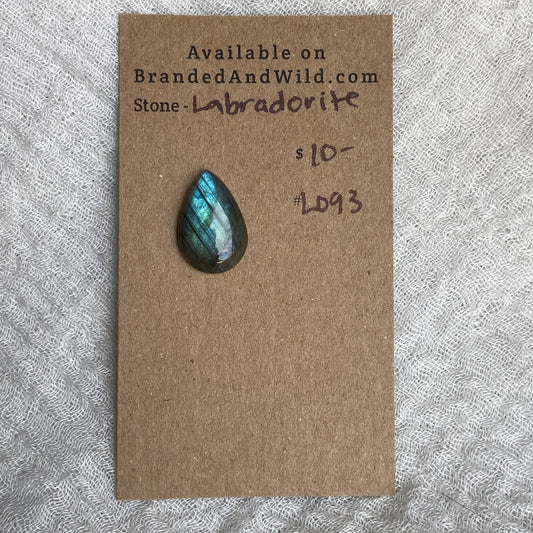 Available on
BrandedAndWild.com
Stone - Labradorite
$ 10-
#L093